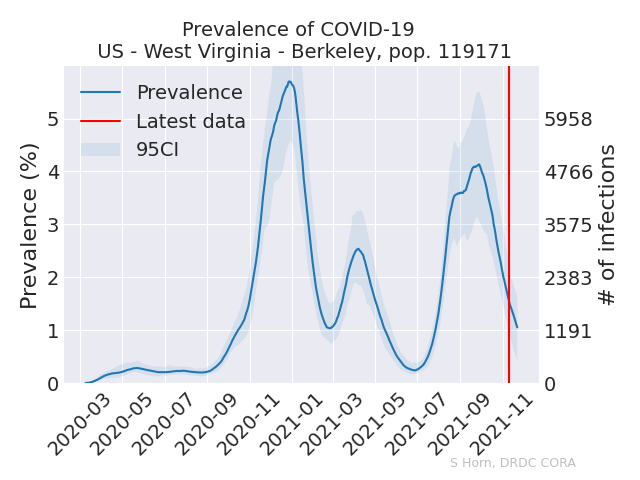 Prevalence of COVID-19
US - West Virginia - Berkeley, pop. 119171
Prevalence
Latest data
95CI
Prevalence (%)
5
4
3
2
1
0
5958
4766
3575
2383
1191
0
# of infections
2020-03
2020-05
2020-07
2020-09
2020-11
2021-01
2021-03
2021-05
2021-07
2021-09
2021-11
S Horn, DRDC CORA